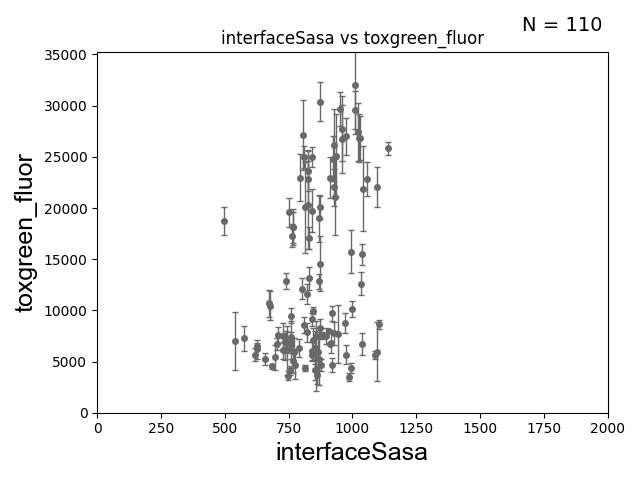 N = 110
interfaceSasa vs toxgreen_fluor
35000
30000
25000
20000
15000
10000
5000
0
toxgreen_fluor
0 250 500 750 1000 1250 1500 1750 2000
interfaceSasa